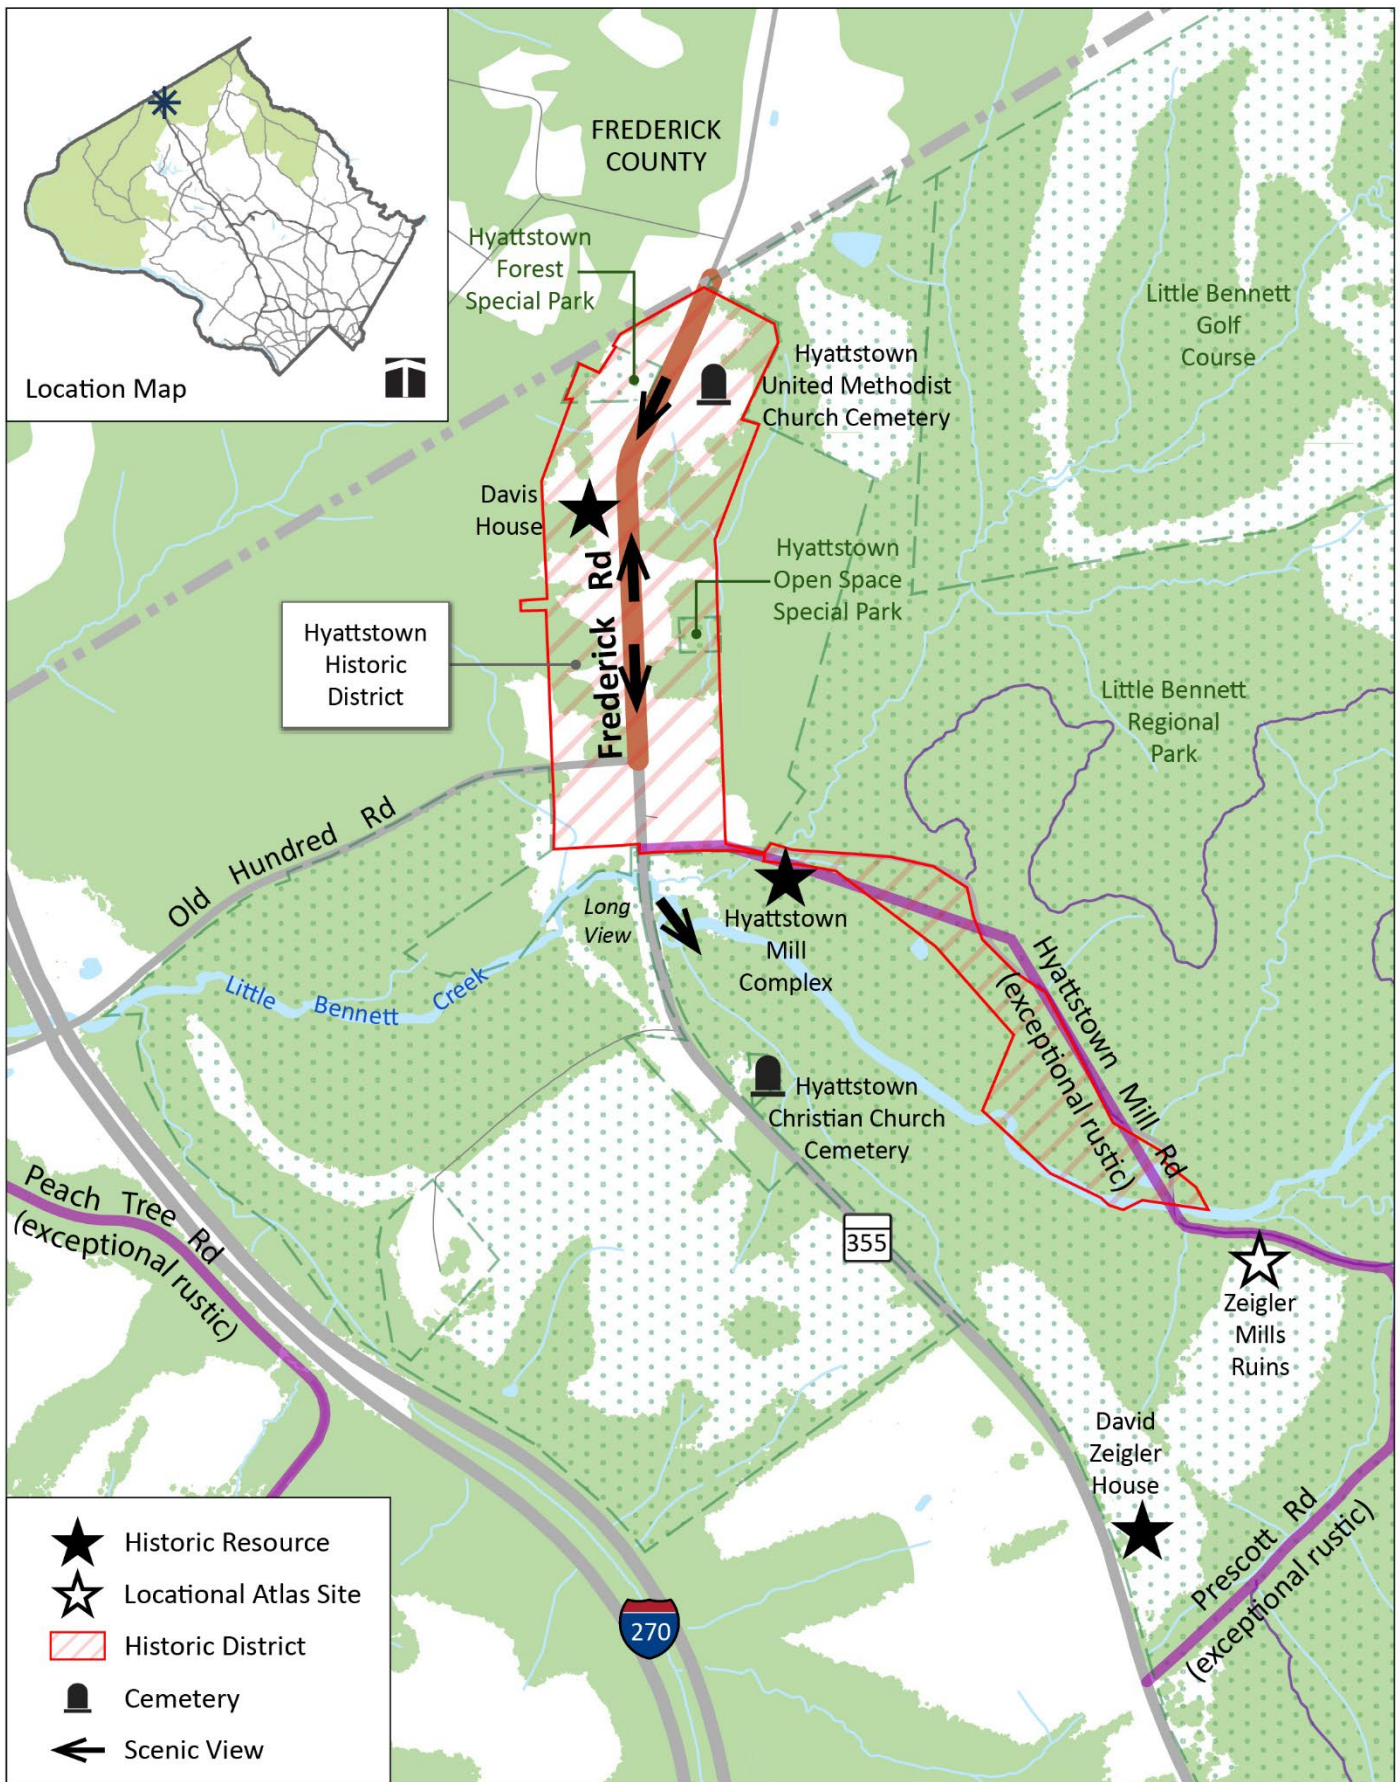 Location Map
FREDERICK
COUNTY
Hyattstown
Forest
Special Park
Little Bennett
Golf
Course
Hyattstown
United Methodist
Church Cemetery
Davis
House
Hyattstown
Open Space
Special Park
Frederick Rd
Hyattstown
Historic
District
Little Bennett
Regional
Park
Old Hundred Rd
Long
View
Hyattstown
Mill
Complex
Little Bennett Creek
Hyattstown Mill Rd
(exceptional rustic)
Hyattstown
Christian Church
Cemetery
Peach Tree Rd
(exceptional rustic)
355
Zeigler
Mills
Ruins
David
Zeigler
House
Prescott Rd
(exceptional rustic)
270
Historic Resource
Locational Atlas Site
Historic District
Cemetery
Scenic View